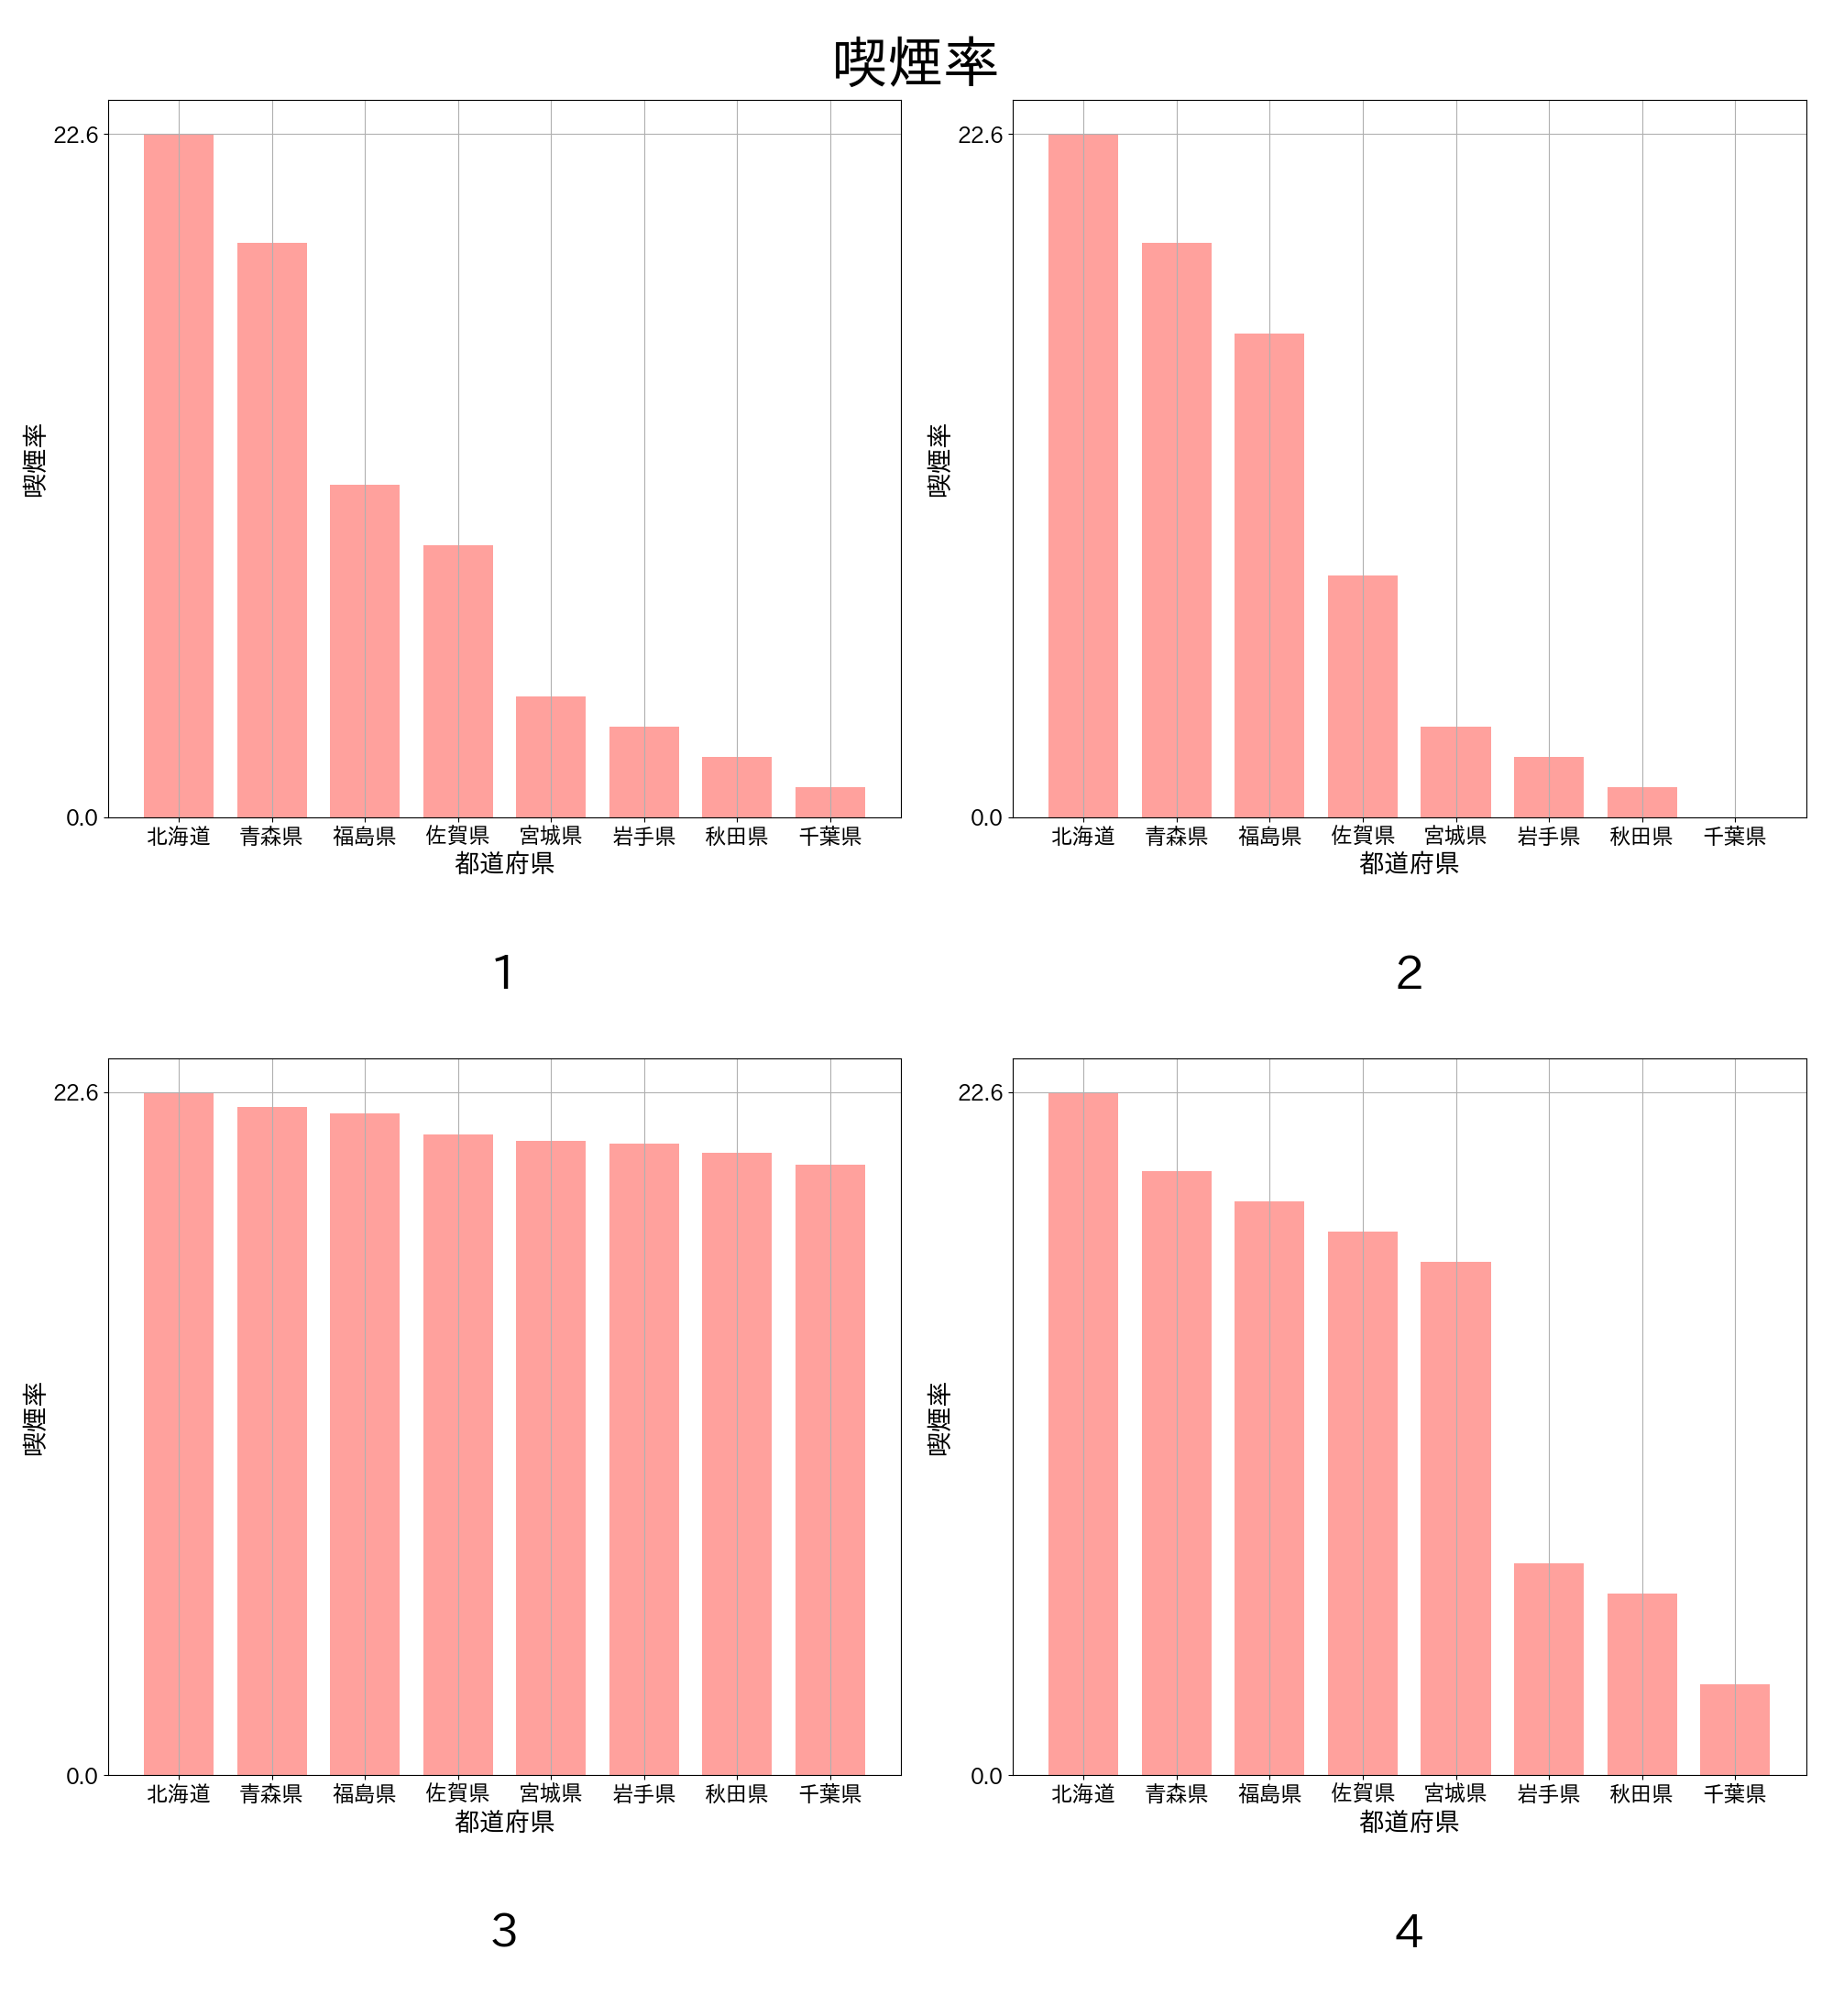 喫煙率
22.6
0.0
喫煙率
北海道 青森県 福島県 佐賀県 宮城県 岩手県 秋田県 千葉県
都道府県
1
22.6
0.0
喫煙率
北海道 青森県 福島県 佐賀県 宮城県 岩手県 秋田県 千葉県
都道府県
2
22.6
0.0
喫煙率
北海道 青森県 福島県 佐賀県 宮城県 岩手県 秋田県 千葉県
都道府県
3
22.6
0.0
喫煙率
北海道 青森県 福島県 佐賀県 宮城県 岩手県 秋田県 千葉県
都道府県
4